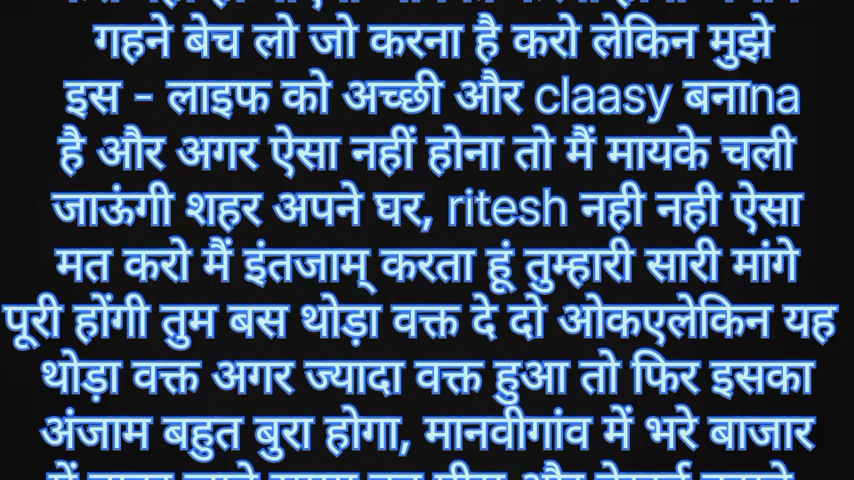 गहने बेच लो जो करना है करो लेकिन मुझे
इस - लाइफ को अच्छी और claasy बनाna
है और अगर ऐसा नहीं होना तो मैं मायके चली
जाऊंगी शहर अपने घर, ritesh नही नही ऐसा
मत करो मैं इंतजाम् करता हूं तुम्हारी सारी मांगे
पूरी होंगी तुम बस थोड़ा वक्त दे दो ओकएलेकिन यह
थोड़ा वक्त अगर ज्यादा वक्त हुआ तो फिर इसका
अंजाम बहुत बुरा होगा, मानवीगांव में भरे बाजार